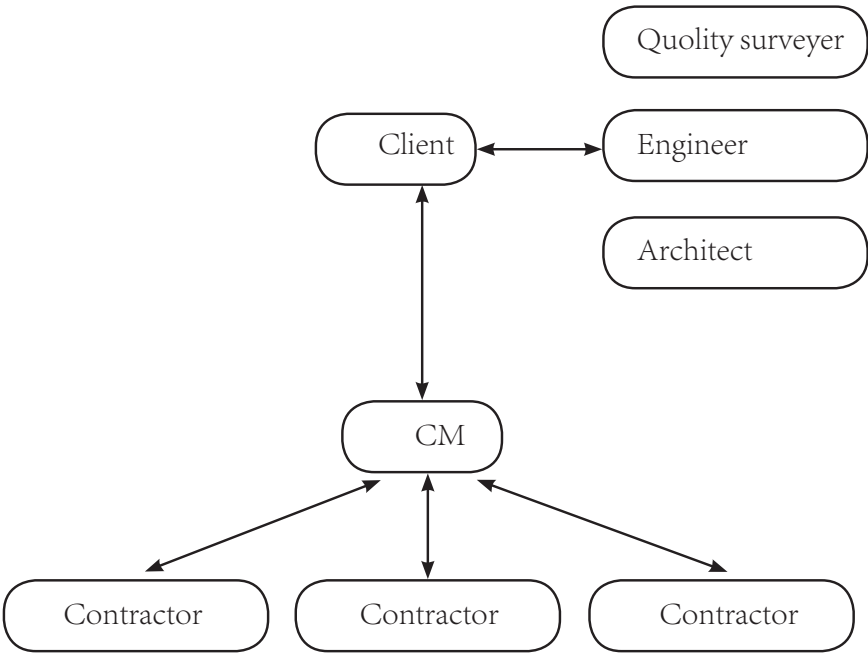 Quolity surveyer
Client
Engineer
Architect
CM
Contractor
Contractor
Contractor